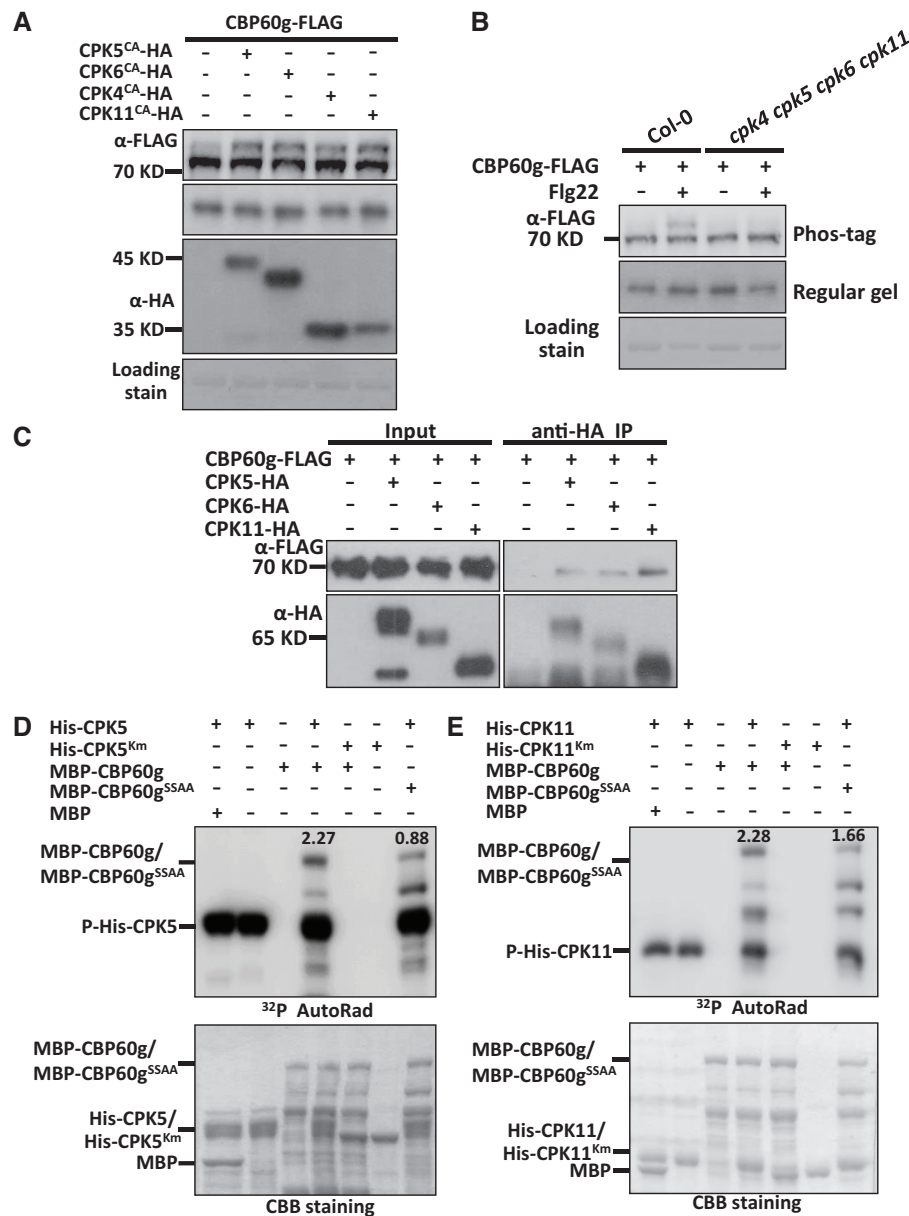 A
CBP60g-FLAG
CPK5CA-HA - + - - -
CPK6CA-HA - - + - -
CPK4CA-HA - - - + -
CPK11CA-HA - - - - +
α-FLAG
70 KD
45 KD
α-HA
35 KD
Loading
stain
B
Col-0
cpk4 cpk5 cpk6 cpk11
CBP60g-FLAG + + + +
Flg22 - + - +
α-FLAG
70 KD
Phos-tag
Regular gel
Loading
stain
C
Input anti-HA IP
CBP60g-FLAG + + + + + + + +
CPK5-HA - + - - - + - -
CPK6-HA - - + - - - + -
CPK11-HA - - - + - - - +
α-FLAG
70 KD
α-HA
65 KD
D
His-CPK5 + + - + - - +
His-CPK5Km - - - - + + -
MBP-CBP60g - - + + + - -
MBP-CBP60gSSAA - - - - - - +
MBP + - - - - - -
2.27 0.88
MBP-CBP60g/
MBP-CBP60gSSAA
P-His-CPK5
32P AutoRad
MBP-CBP60g/
MBP-CBP60gSSAA
His-CPK5/
His-CPK5Km
MBP
CBB staining
E
His-CPK11 + + - + - - +
His-CPK11Km - - - - + + -
MBP-CBP60g - - + + + - -
MBP-CBP60gSSAA - - - - - - +
MBP + - - - - - -
2.28 1.66
MBP-CBP60g/
MBP-CBP60gSSAA
P-His-CPK11
32P AutoRad
MBP-CBP60g/
MBP-CBP60gSSAA
His-CPK11/
His-CPK11Km
MBP
CBB staining